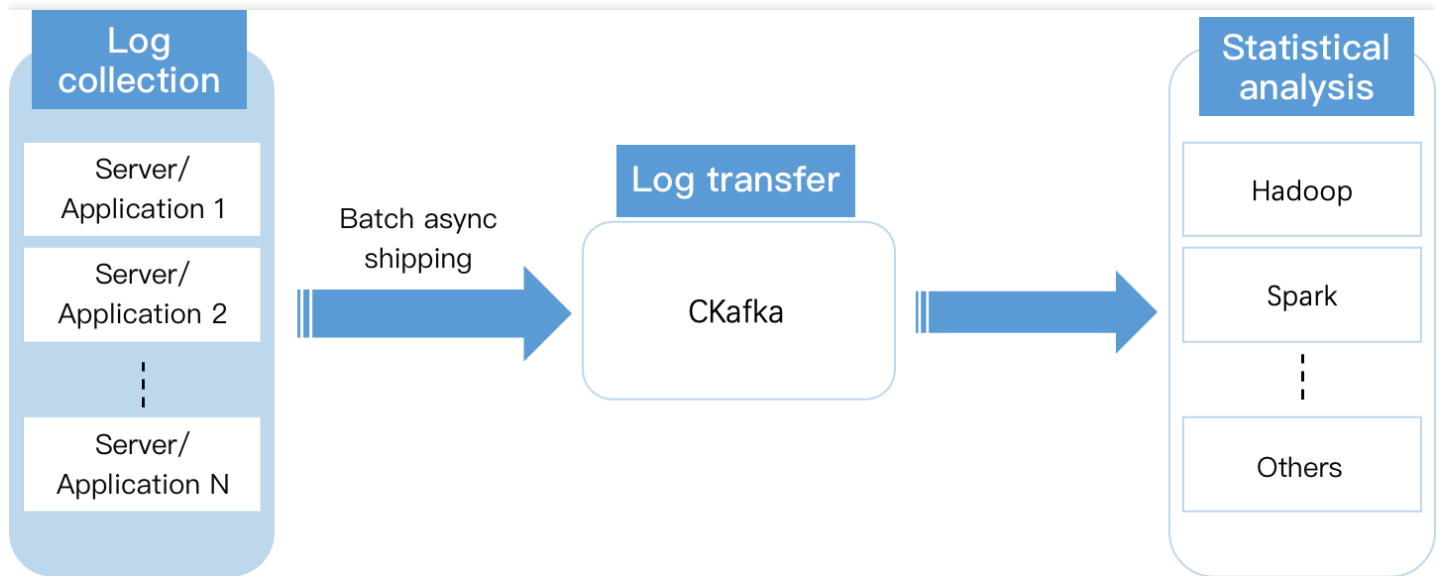 Log
collection
Server/
Application 1
Server/
Application 2
Server/
Application N
Batch async
shipping
Log transfer
CKafka
Statistical
analysis
Hadoop
Spark
Others